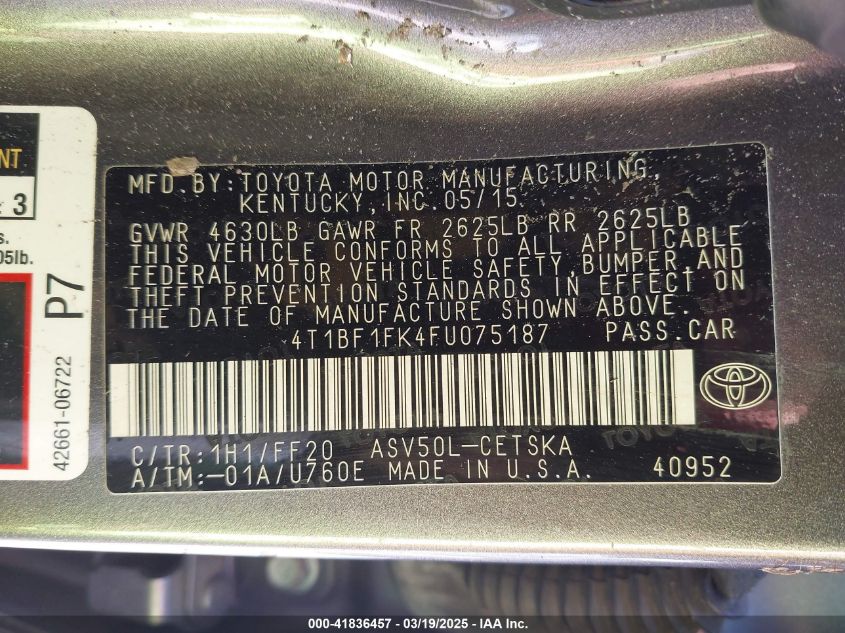 NT
3
s.
05lb.
P7
42661-06722
MFD.BY:TOYOTA MOTOR MANUFACTURING,
KENTUCKY,INC.05/15.
GVWR 4630LB GAWR FR 2625LB RR 2625LB
THIS VEHICLE CONFORMS TO ALL APPLICABLE
FEDERAL MOTOR VEHICLE SAFETY,BUMPER,AND
THEFT PREVENTION STANDARDS IN EFFECT ON
THE DATE OF MANUFACTURE SHOWN ABOVE.
4T1BF1FK4FU075187 PASS.CAR
C/TR:1H1/FF20 ASV50L-CETSKA
A/TM:-01A/U760E MADE IN U.S.A. 40952
000-41836457 / 03/19/2025 - IAA Inc.